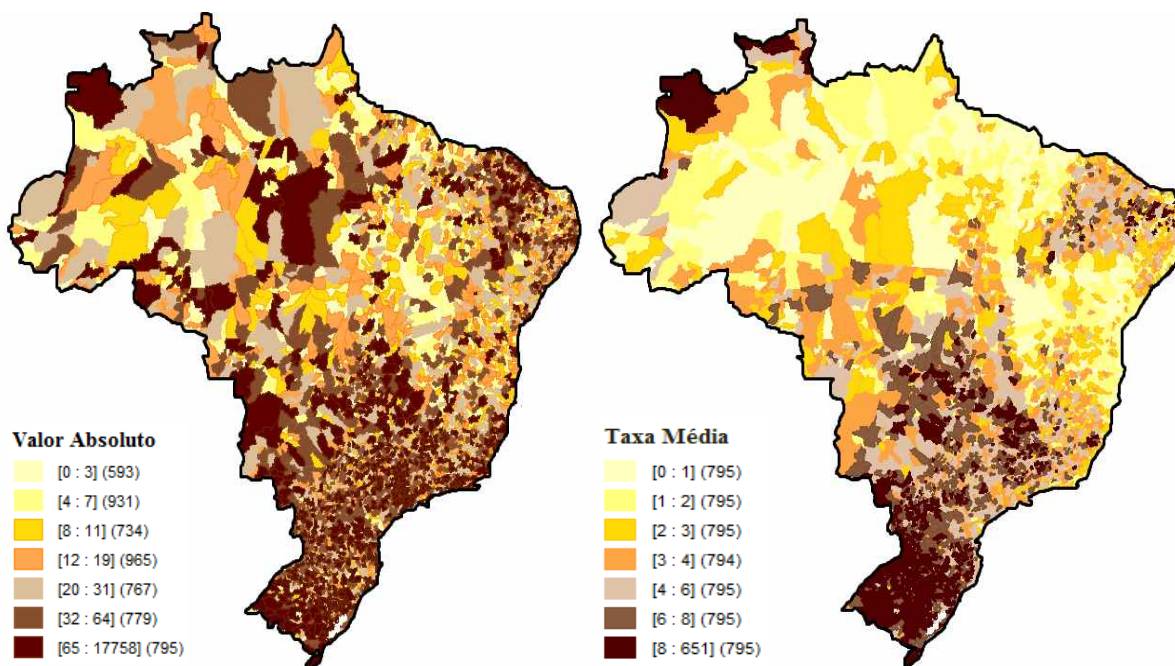 Valor Absoluto
[0 : 3] (593)
[4 : 7] (931)
[8 : 11] (734)
[12 : 19] (965)
[20 : 31] (767)
[32 : 64] (779)
[65 : 17758] (795)
Taxa Média
[0 : 1] (795)
[1 : 2] (795)
[2 : 3] (795)
[3 : 4] (794)
[4 : 6] (795)
[6 : 8] (795)
[8 : 651] (795)